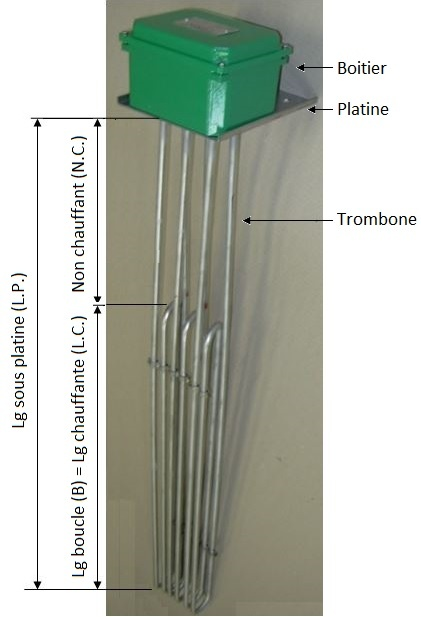 Boitier
Platine
Trombone
Non chauffant (N.C.)
Lg sous platine (L.P.)
Lg boucle (B) = Lg chauffante (L.C.)